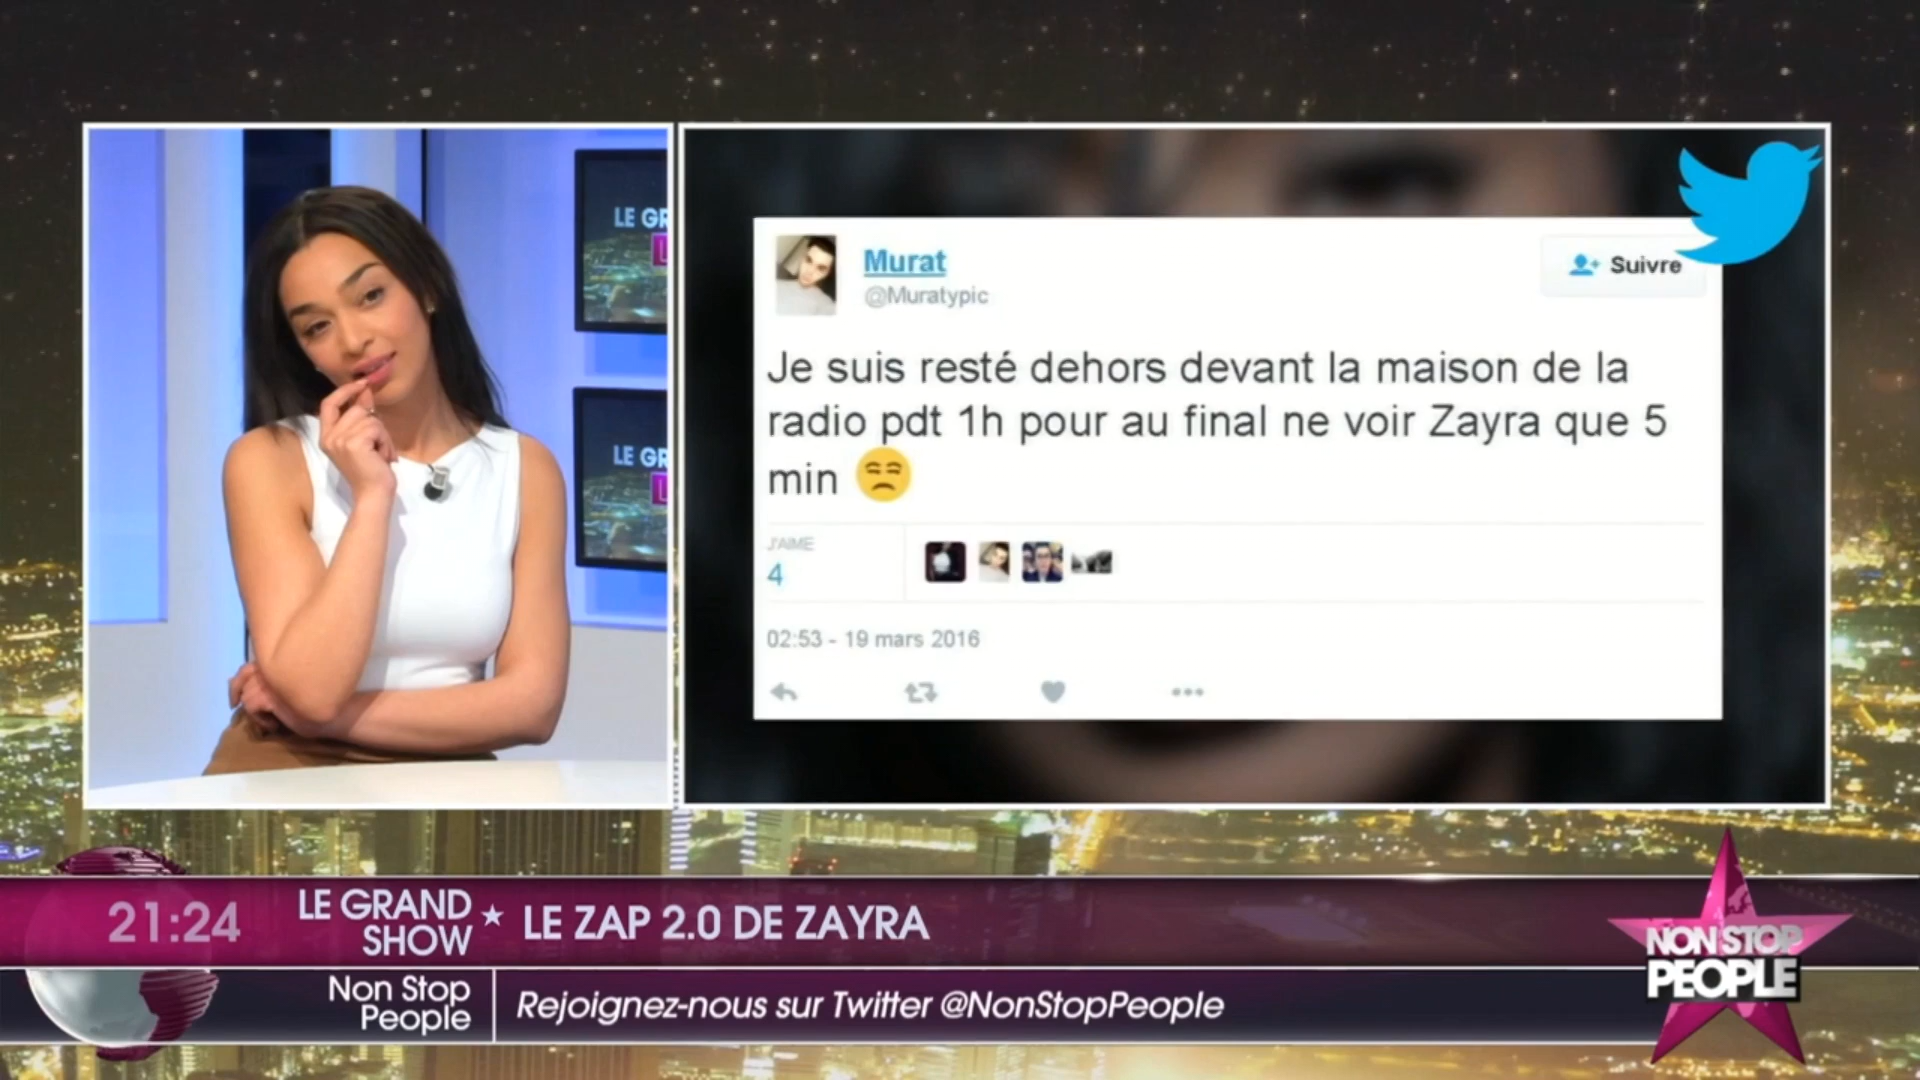 LE GR
LE GR
Murat
@Muratypic
Suivre
Je suis resté dehors devant la maison de la
radio pdt 1h pour au final ne voir Zayra que 5
min
J'AIME
4
02:53 - 19 mars 2016
21:24
LE GRAND
SHOW
LE ZAP 2.0 DE ZAYRA
NON STOP
PEOPLE
Non Stop
People
Rejoignez-nous sur Twitter @NonStopPeople